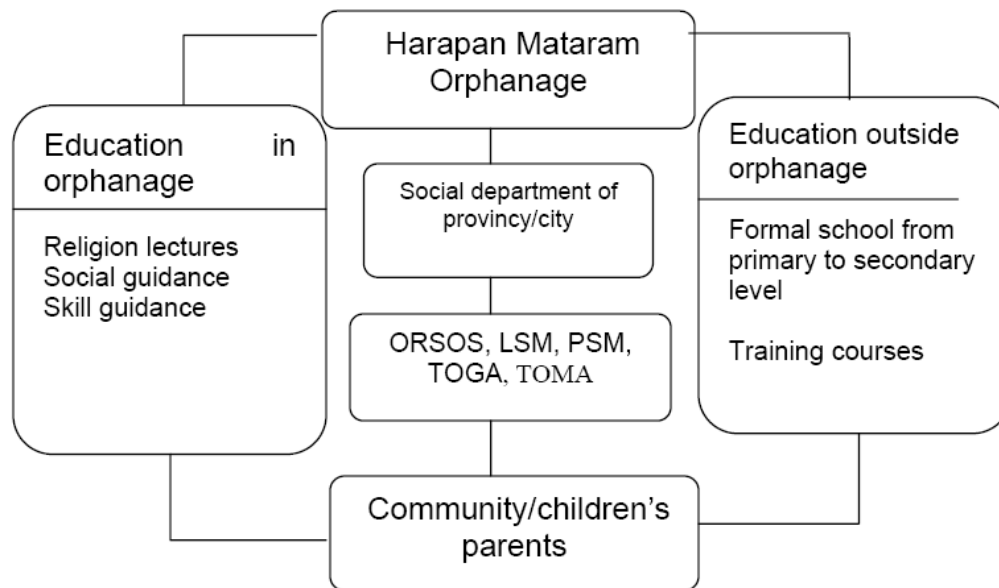 Harapan Mataram
Orphanage
Education in
orphanage
Religion lectures
Social guidance
Skill guidance
Social department of
provincy/city
ORSOS, LSM, PSM,
TOGA, TOMA
Education outside
orphanage
Formal school from
primary to secondary
level
Training courses
Community/children’s
parents